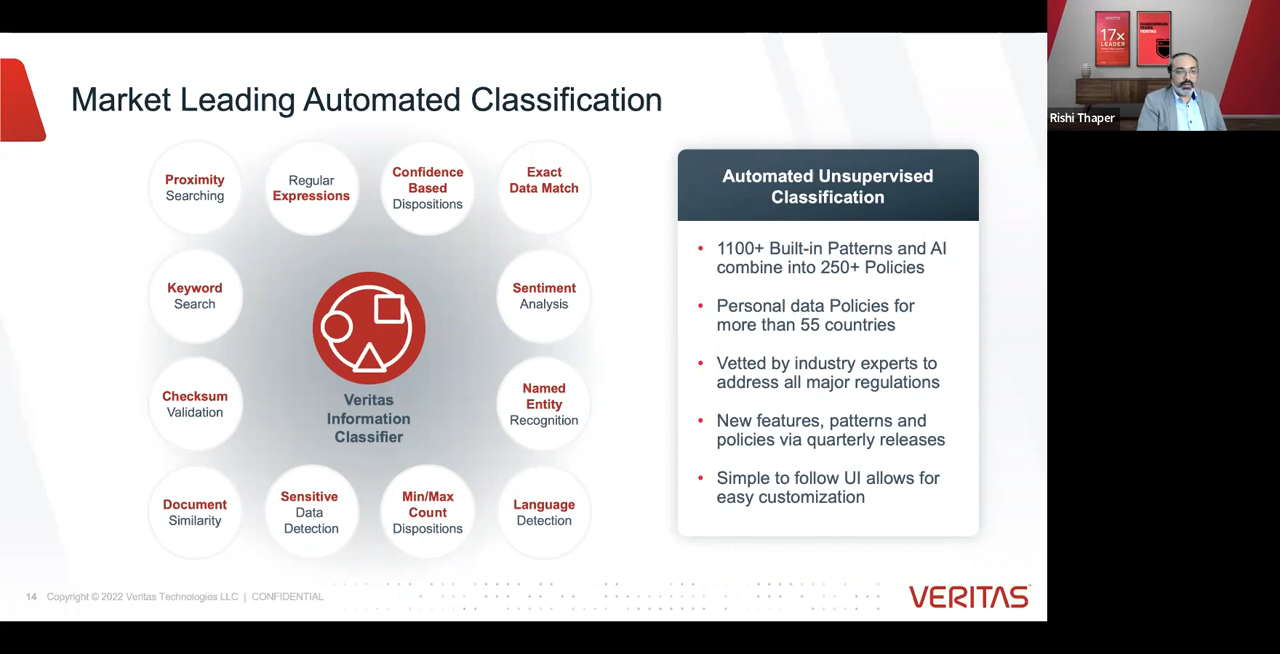 Market Leading Automated Classification
Proximity
Searching
Regular
Expressions
Confidence
Based
Dispositions
Exact
Data Match
Keyword
Search
Sentiment
Analysis
Checksum
Validation
Veritas
Information
Classifier
Named
Entity
Recognition
Document
Similarity
Sensitive
Data
Detection
Min/Max
Count
Dispositions
Language
Detection
Automated Unsupervised
Classification
• 1100+ Built-in Patterns and AI
combine into 250+ Policies
• Personal data Policies for
more than 55 countries
• Vetted by industry experts to
address all major regulations
• New features, patterns and
policies via quarterly releases
• Simple to follow UI allows for
easy customization
14 Copyright © 2022 Veritas Technologies LLC | CONFIDENTIAL
VERITAS
17x
LEADER
VERITAS
Rishi Thaper